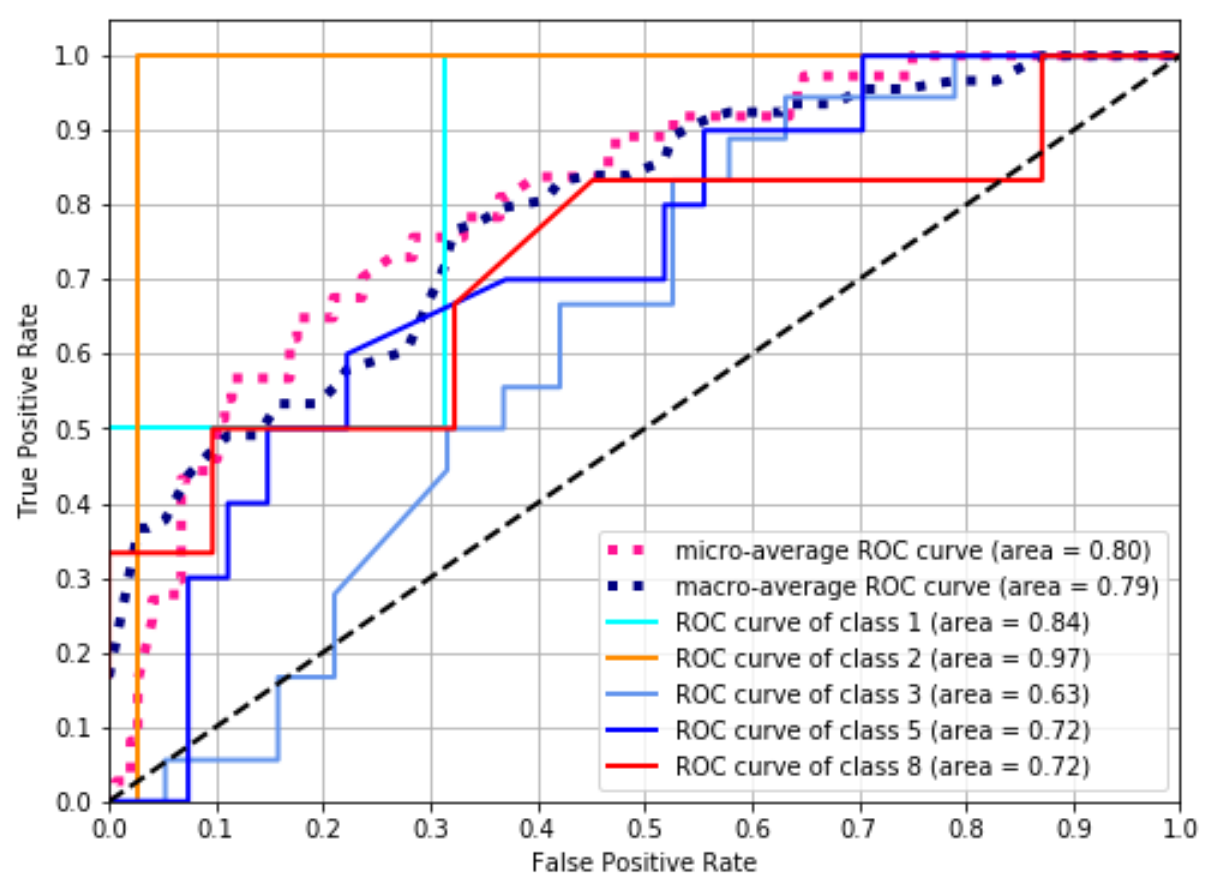 1.0
0.9
0.8
0.7
0.6
0.5
0.4
0.3
0.2
0.1
0.0
True Positive Rate
micro-average ROC curve (area = 0.80)
macro-average ROC curve (area = 0.79)
ROC curve of class 1 (area = 0.84)
ROC curve of class 2 (area = 0.97)
ROC curve of class 3 (area = 0.63)
ROC curve of class 5 (area = 0.72)
ROC curve of class 8 (area = 0.72)
0.0 0.1 0.2 0.3 0.4 0.5 0.6 0.7 0.8 0.9 1.0
False Positive Rate